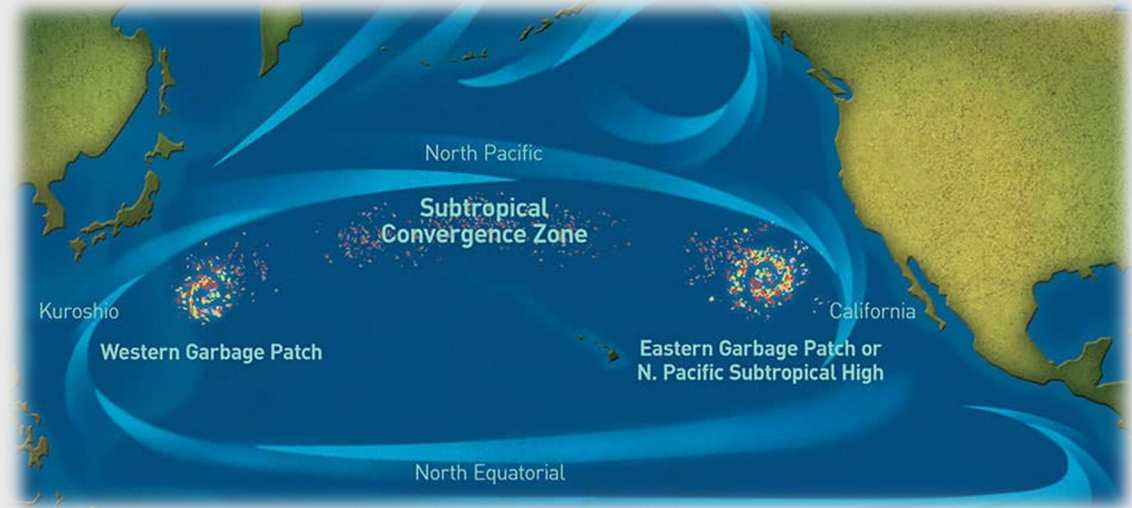 North Pacific
Subtropical
Convergence Zone
Kuroshio
California
Western Garbage Patch
Eastern Garbage Patch or
N. Pacific Subtropical High
North Equatorial